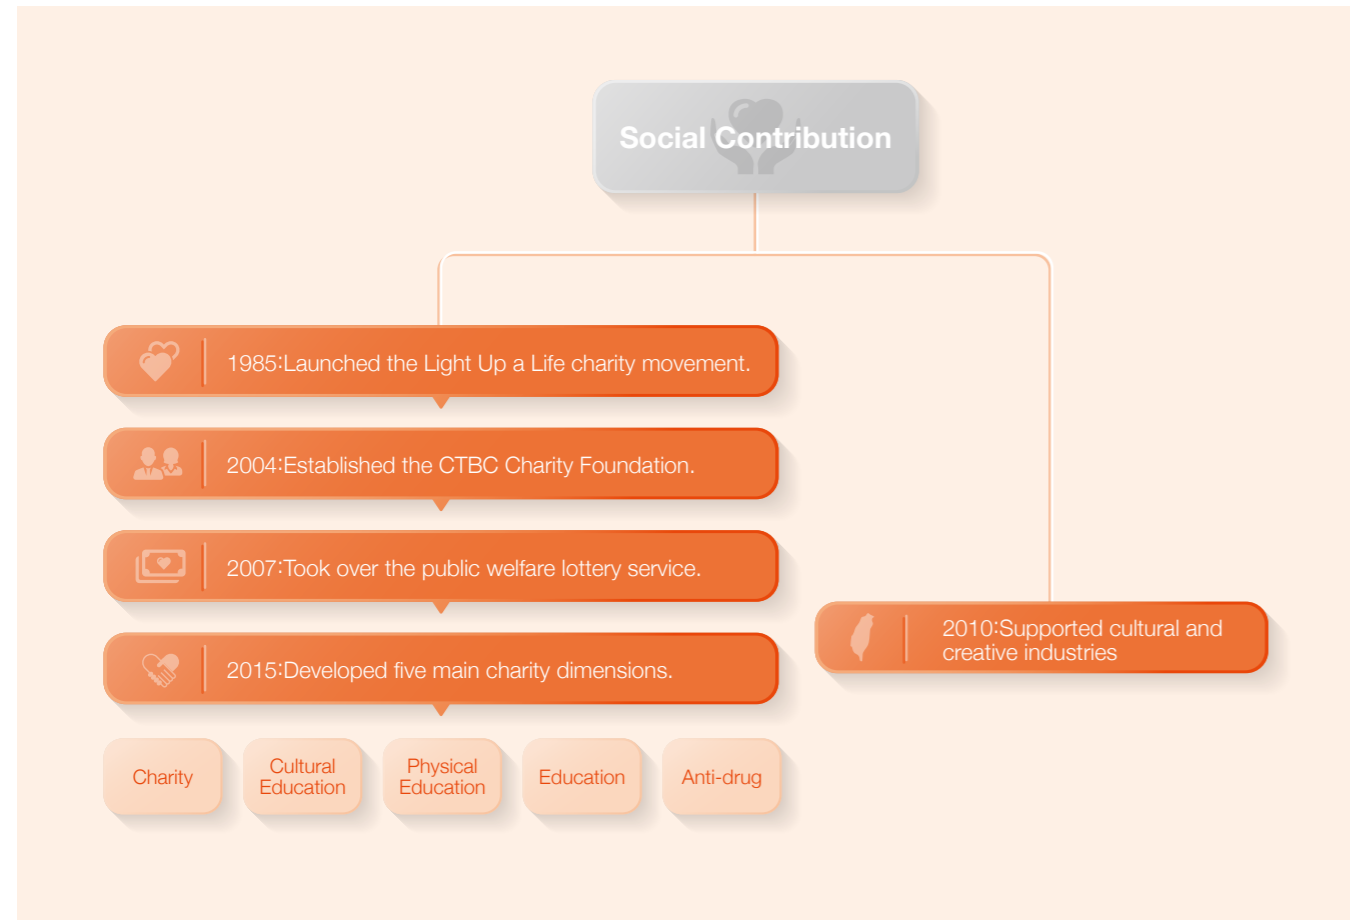 Social Contribution
1985:Launched the Light Up a Life charity movement.
2004:Established the CTBC Charity Foundation.
2007:Took over the public welfare lottery service.
2015:Developed five main charity dimensions.
Charity
Cultural
Education
Physical
Education
Education
Anti-drug
2010:Supported cultural and
creative industries